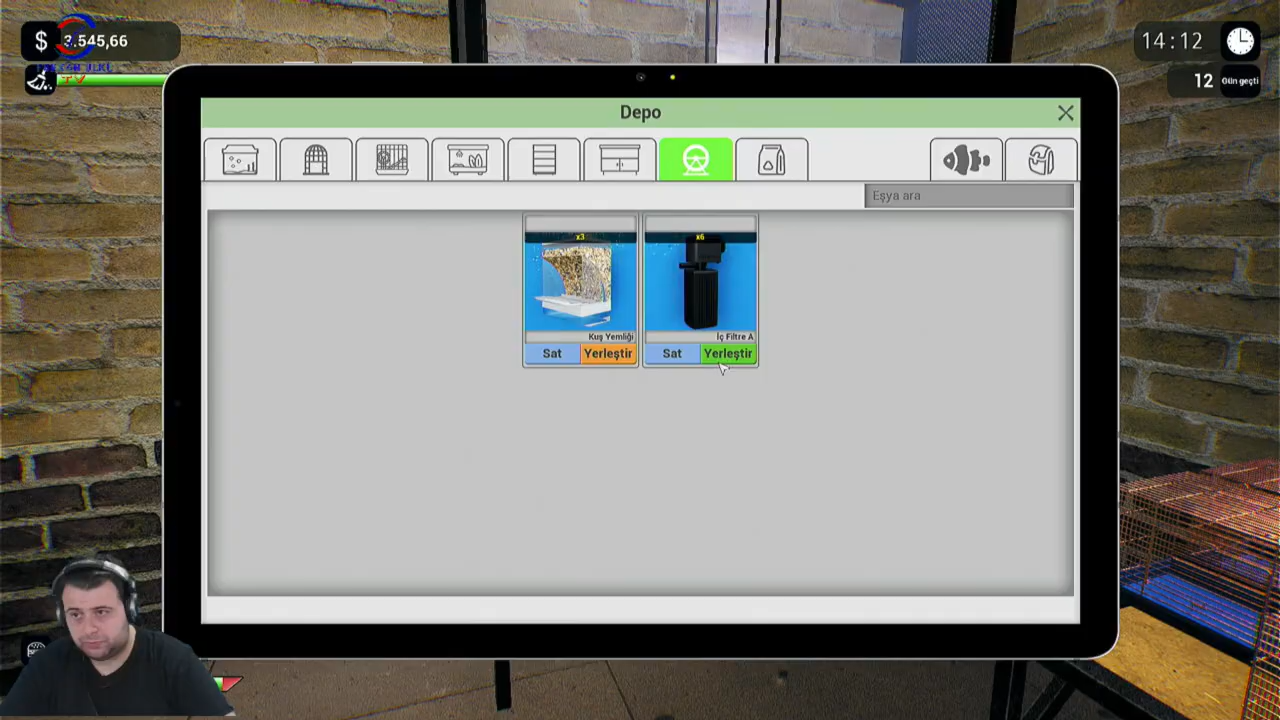 $ 3.545,66
14:12
12 Gün geçti
Depo
Eşya ara
x3
x6
Kuş Yemliği
İç Filtre A
Sat Yerleştir
Sat Yerleştir
TV